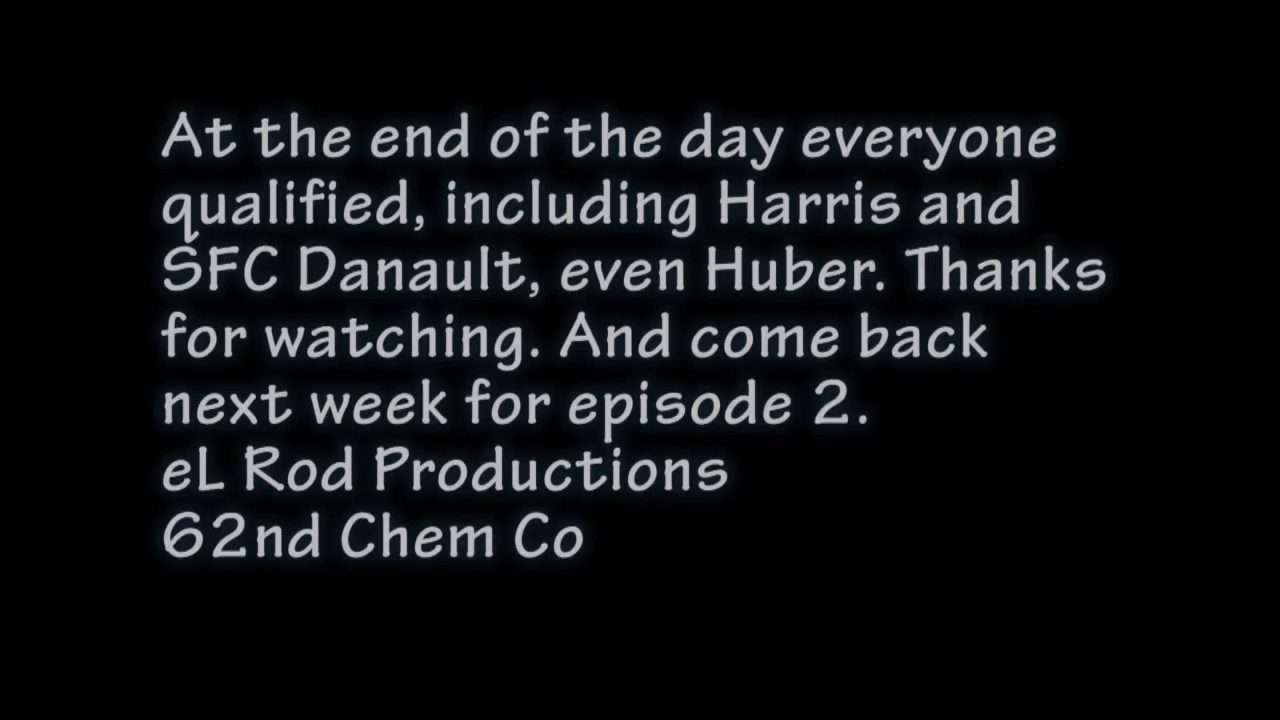 At the end of the day everyone
qualified, including Harris and
SFC Danault, even Huber. Thanks
for watching. And come back
next week for episode 2.
eL Rod Productions
62nd Chem Co